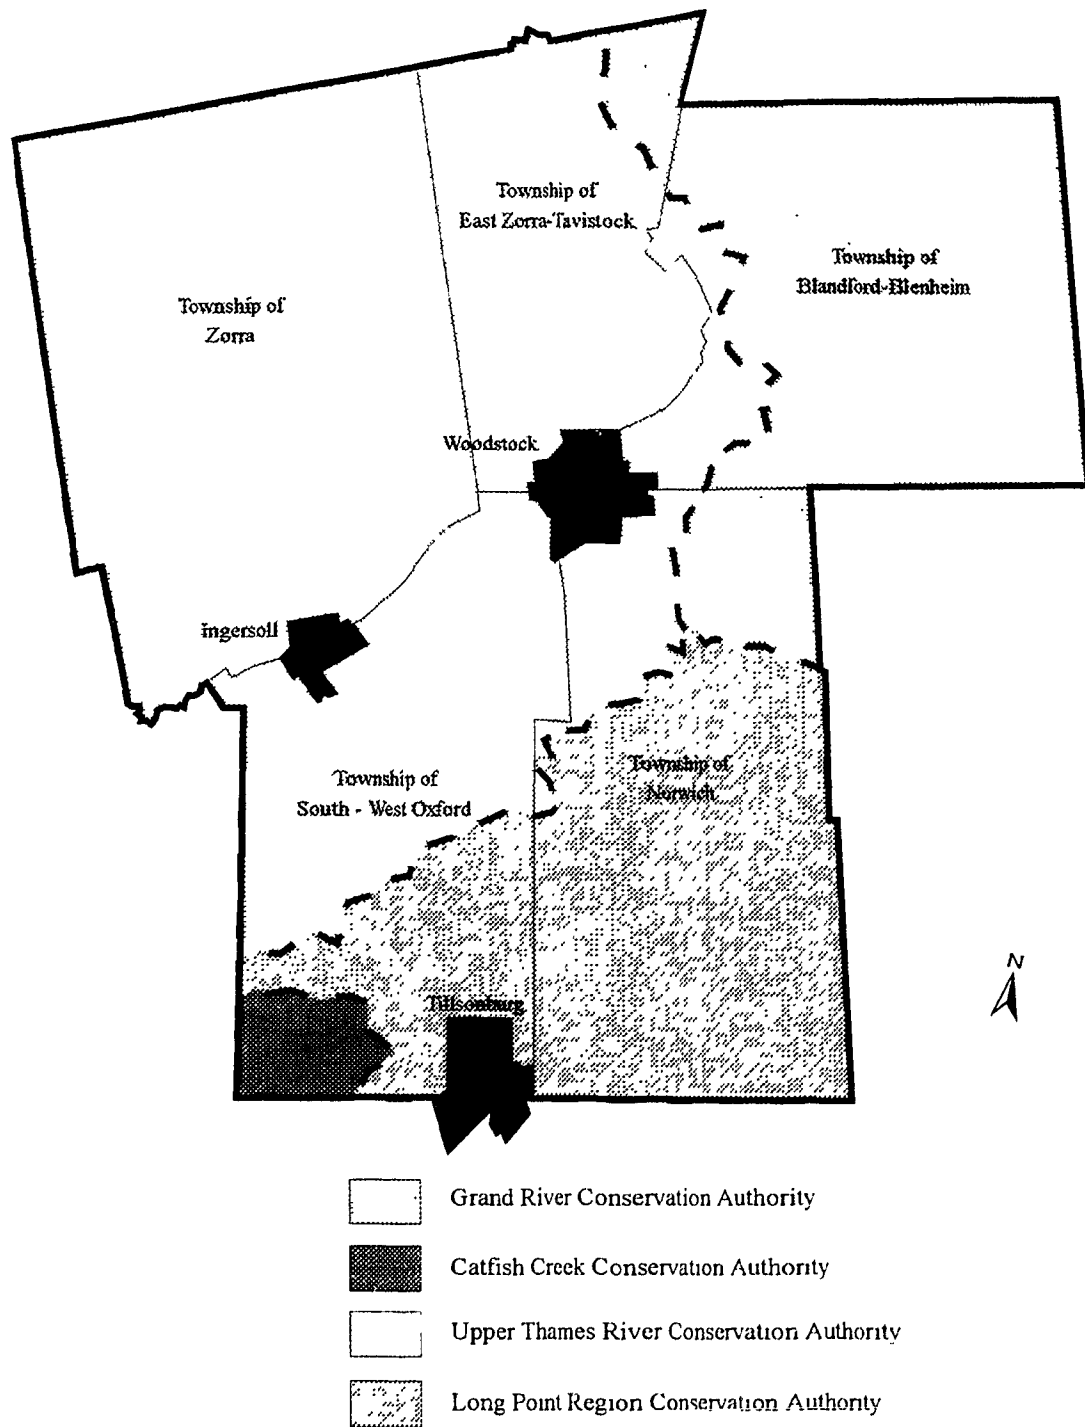 Township of
East Zorra-Tavistock
Township of
Blandford-Blenheim
Township of
Zorra
Woodstock
Ingersoll
Township of
Norwich
Township of
South - West Oxford
N
Tillsonburg
Grand River Conservation Authority
Catfish Creek Conservation Authority
Upper Thames River Conservation Authority
Long Point Region Conservation Authority